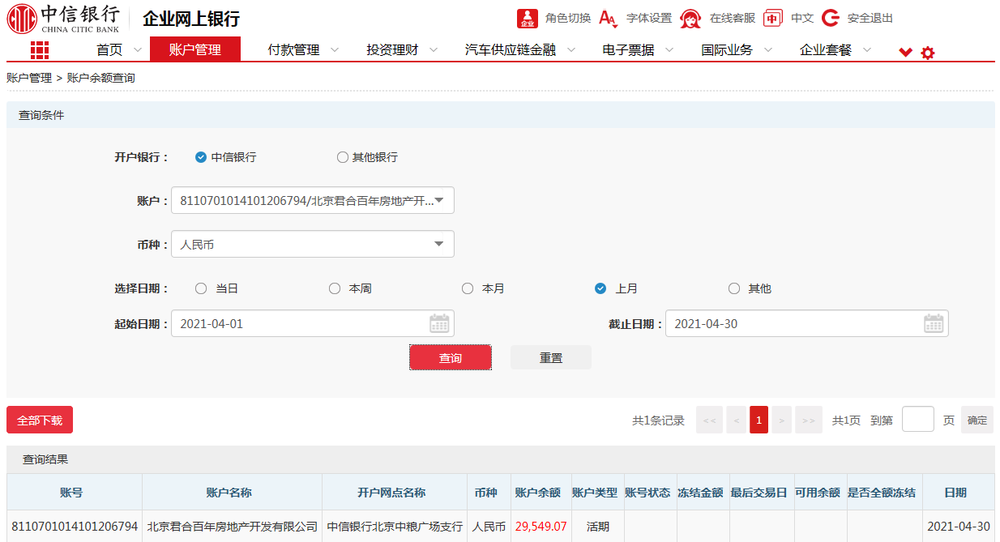 中信银行 CHINA CITIC BANK 企业网上银行 企业 角色切换 字体设置 在线客服 中文 安全退出
首页 账户管理 付款管理 投资理财 汽车供应链金融 电子票据 国际业务 企业套餐
账户管理 > 账户余额查询
查询条件
开户银行： 中信银行 其他银行
账户： 8110701014101206794/北京君合百年房地产开...
币种： 人民币
选择日期： 当日 本周 本月 上月 其他
起始日期： 2021-04-01 截止日期： 2021-04-30
查询 重置
全部下载 共1条记录 << < 1 > >> 共1页 到第 页 确定
查询结果
账号 账户名称 开户网点名称 币种 账户余额 账户类型 账号状态 冻结金额 最后交易日 可用余额 是否全额冻结 日期
8110701014101206794 北京君合百年房地产开发有限公司 中信银行北京中粮广场支行 人民币 29,549.07 活期 2021-04-30